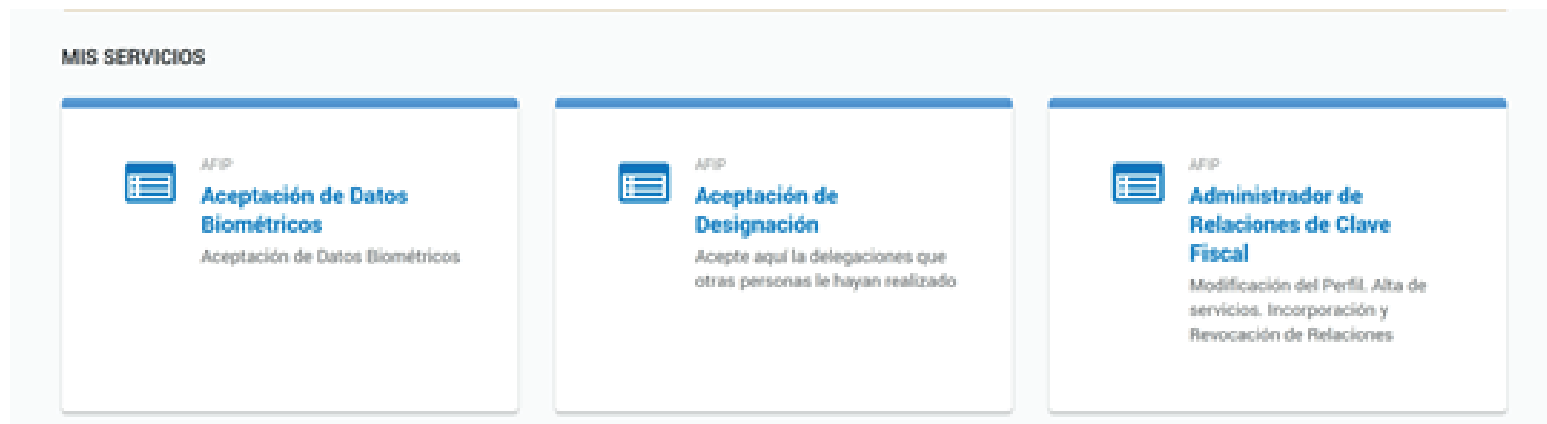 MIS SERVICIOS
AFIP
Aceptación de Datos
Biométricos
Aceptación de Datos Biométricos
AFIP
Aceptación de
Designación
Acepte aquí la delegaciones que
otras personas le hayan realizado
AFIP
Administrador de
Relaciones de Clave
Fiscal
Modificación del Perfil. Alta de
servicios. Incorporación y
Revocación de Relaciones